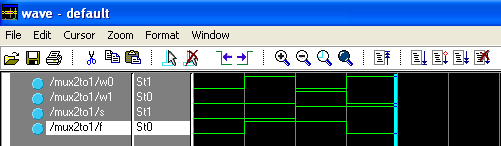 wave - default
File Edit Cursor Zoom Format Window
/mux2to1/w0 St1
/mux2to1/w1 St0
/mux2to1/s St1
/mux2to1/f St0